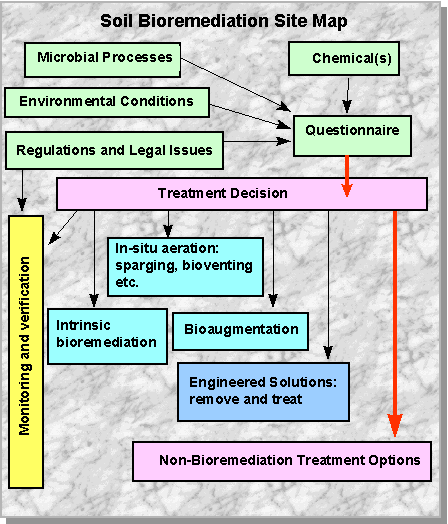 Soil Bioremediation Site Map
Microbial Processes
Chemical(s)
Environmental Conditions
Questionnaire
Regulations and Legal Issues
Treatment Decision
Monitoring and verification
In-situ aeration:
sparging, bioventing
etc.
Intrinsic
bioremediation
Bioaugmentation
Engineered Solutions:
remove and treat
Non-Bioremediation Treatment Options